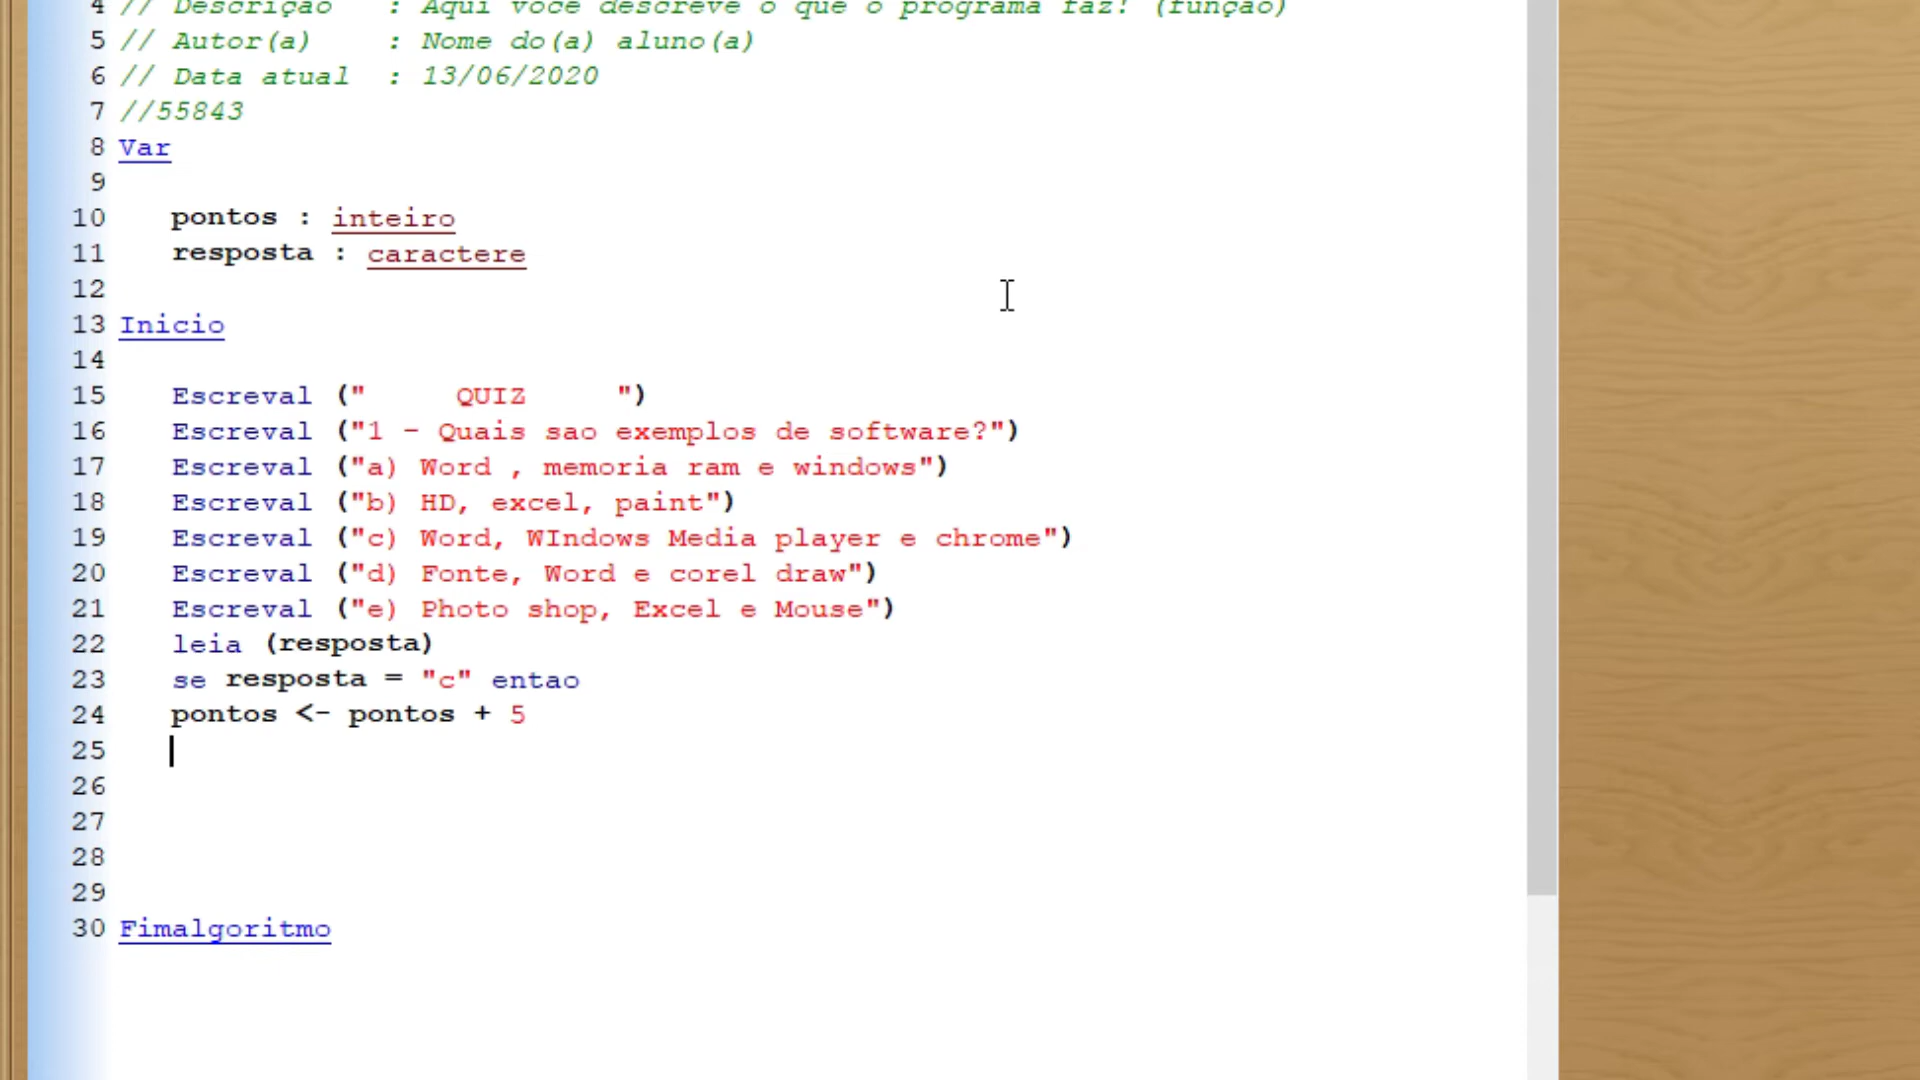 4 // Descrição : Aqui você descreve o que o programa faz! (função)
5 // Autor(a) : Nome do(a) aluno(a)
6 // Data atual : 13/06/2020
7 //55843
8 Var
9
10 pontos : inteiro
11 resposta : caractere
12
13 Inicio
14
15 Escreval ("     QUIZ     ")
16 Escreval ("1 - Quais sao exemplos de software?")
17 Escreval ("a) Word , memoria ram e windows")
18 Escreval ("b) HD, excel, paint")
19 Escreval ("c) Word, WIndows Media player e chrome")
20 Escreval ("d) Fonte, Word e corel draw")
21 Escreval ("e) Photo shop, Excel e Mouse")
22 leia (resposta)
23 se resposta = "c" entao
24 pontos <- pontos + 5
25
26
27
28
29
30 Fimalgoritmo